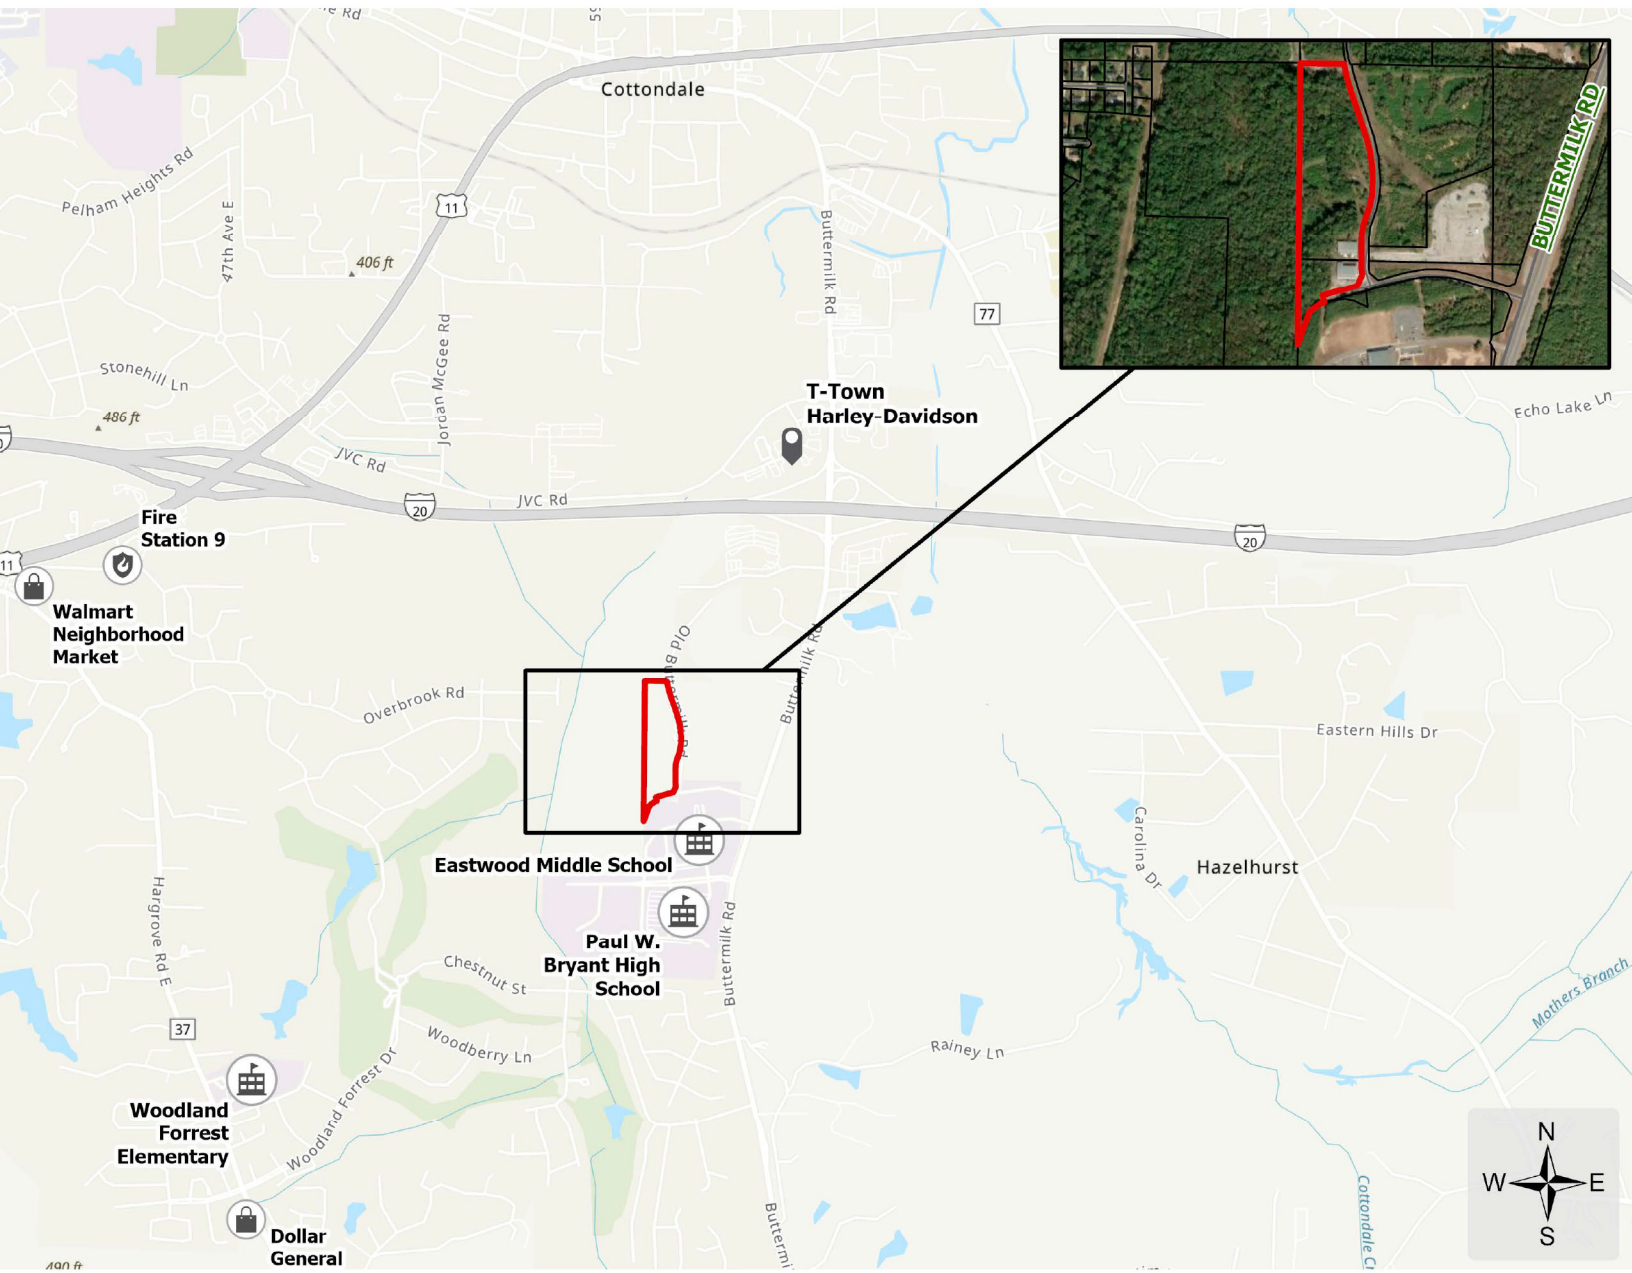 Cottondale
BUTTERMILK RD
Pelham Heights Rd
47th Ave E
11
406 ft
Buttermilk Rd
77
Jordan McGee Rd
Stonehill Ln
486 ft
T-Town
Harley-Davidson
Echo Lake Ln
JVC Rd
JVC Rd
20
20
Fire
Station 9
11
Walmart
Neighborhood
Market
Old Buttermilk Rd
Buttermilk Rd
Overbrook Rd
Eastern Hills Dr
Carolina Dr
Hazelhurst
Eastwood Middle School
Hargrove Rd E
Paul W.
Bryant High
School
Buttermilk Rd
Chestnut St
Mothers Branch
37
Woodberry Ln
Rainey Ln
Woodland Forrest Dr
Woodland
Forrest
Elementary
N
W
E
S
Dollar
General
490 ft